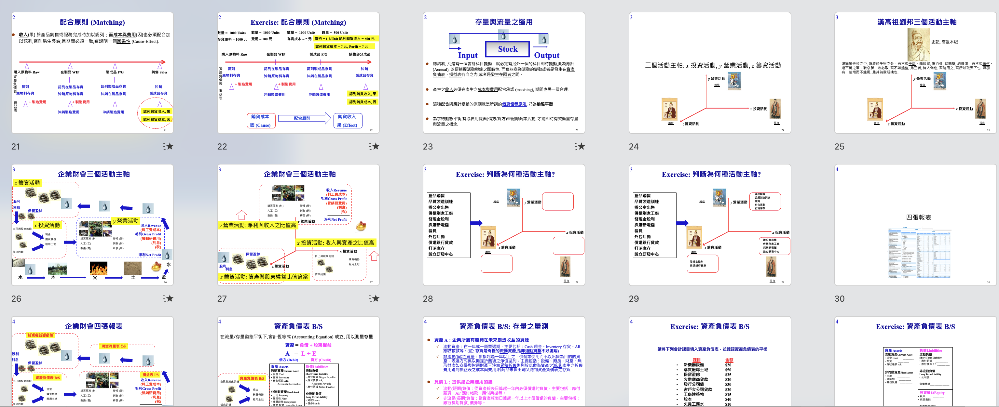 2
配合原則 (Matching)
收入(果) 於產品銷售或服務完成時加以認列；而成本與費用(因)也必須配合加
以認列,否則易生弊端,且期間必須一致,這說明一個因果性 (Cause-Effect).
購入原物料 Raw
在製品 WIP
製成品 F/G
銷售 Sales
資產負債表
認列
原物料存貨
認列在製品存貨
沖銷原物料存貨
認列製成品存貨
沖銷在製品存貨
沖銷
製成品存貨
損益表
+ 製造費用
+ 製造費用
沖銷製造費用
沖銷製造費用
認列銷貨收入, 果
認列銷貨成本, 因
21
21
2
Exercise: 配合原則 (Matching)
數量 = 1000 Units
數量 = 1000 Units
數量 = 1000 Units
數量 = 500 Units
存貨原料 = 1000 元
費用 = 100 元
存貨成本 = ? 元
價格 = 1.2/Unit 認列銷貨收入 = 600 元
認列銷貨成本 = ? 元, Porfit = ? 元
購入原物料 Raw
在製品 WIP
製成品 F/G
銷售部分成品
資產負債表
認列
原物料存貨
認列在製品存貨
沖銷原物料存貨
認列製成品存貨
沖銷在製品存貨
沖銷
製成品存貨
+ 製造費用
+ 製造費用
損益表
沖銷製造費用
沖銷製造費用
認列銷貨收入, 果
認列銷貨成本, 因
銷貨成本
因 (Cause)
配合原則
銷貨收入
果 (Effect)
22
22
2
存量與流量之運用
Input
Stock
Output
總結看, 凡是有一個會計科目變動，就必定有另外一個的科目即時變動,此為應計
(Accrual), 以便捕捉活動與錢之即時性. 而這些商業活動的變動或者是發生在資產
負債表、損益表各自之內,或者是發生在兩者之間。
產生之收入必須有產生之成本與費用配合承認 (matching), 期間也需一致合理.
這種配合與應計變動的原則就是所謂的借貸恆等原則, 乃為動態平衡
為求得動態平衡,勢必要用雙面(借方/貸方)來記錄商業活動, 才能即時有效衡量存量
與流量之概念.
23
23
3
三個活動主軸: x 投資活動, y 營業活動, z 籌資活動
y 營業活動
韓信
x 投資活動
蕭何
z 籌資活動
張良
24
24
3
漢高祖劉邦三個活動主軸
史記, 高祖本紀
運籌策惟帳之中, 決勝於千里之外，吾不如子房。鎮國家, 撫百姓, 給餽饟, 絕糧道，吾不如蕭何。
連百萬之軍，戰必勝，攻必取, 吾不如韓信. 此三者, 皆人傑也, 吾能用之, 吾所以取天下也. 項羽
有一范增而不能用, 此其為我所擒也.
y 營業活動
韓信
x 投資活動
蕭何
z 籌資活動
張良
25
25
3
企業財會三個活動主軸
z 籌資活動
股利
利息
保留盈餘
x 投資活動
自己與股東的錢
現金
購買機器
租用土地
借來的錢
y 營業活動
收入Revenue
(料工費成本)
毛利Gross Profit
(管銷研費用)
(利息)
(稅)
淨利Net Profit
購買原料 (料)
人工 (工)
製造 (費)
管理 (管)
銷售 (銷)
研發 (研)
水
木
火
土
金
水
26
26
3
企業財會三個活動主軸
收入Revenue
(料工費成本)
毛利Gross Profit
(管銷研費用)
(利息)
(稅)
淨利Net Profit
購買原料 (料)
人工 (工)
製造 (費)
管理 (管)
銷售 (銷)
研發 (研)
y 營業活動
y 營業活動: 淨利與收入之比值高
x 投資活動: 收入與資產之比值高
x 投資活動
保留盈餘
股利
利息
z 籌資活動
自己與股東的錢
購買機器
租用土地
借來的錢
z 籌資活動: 資產與股東權益比值適當
27
27
3
Exercise: 判斷為何種活動主軸?
產品銷售
品質製造訓練
辦公室出售
併購別家工廠
發現金股利
採購新電腦
裁員
外包活動
償還銀行貸款
打消庫存
設立研發中心
韓信
y 營業活動
x 投資活動
z 籌資活動
蕭何
張良
28
28
3
Exercise: 判斷為何種活動主軸?
產品銷售
品質製造訓練
辦公室出售
併購別家工廠
發現金股利
採購新電腦
裁員
外包活動
償還銀行貸款
打消庫存
設立研發中心
韓信
y 營業活動
產品銷售
品質製造訓練
裁員
外包活動
打消庫存
x 投資活動
辦公室出售
併購別家工廠
採購新電腦
設立研發中心
z 籌資活動
蕭何
發現金股利
償還銀行貸款
張良
29
29
4
四張報表
30
30
4
企業財會四張報表
股東權益變動表
現金流量表 C/F
股利
利息
保留盈餘
資產負債表 B/S
損益表 I/S
自己與股東的錢
現金
購買機器
租用土地
借來的錢
收入Revenue
(料工費成本)
毛利Gross Profit
(管銷研費用)
(利息)
(稅)
購買原料 (料)
人工 (工)
製造 (費)
管理 (管)
銷售 (銷)
研發 (研)
4
資產負債表 B/S
在流量/存量動態平衡下,會計恆等式 (Accounting Equation) 成立, 用以測量存量
資產 = 負債 + 股東權益
A = L + E
借方 (Debit)
貸方 (Credit)
資產負債表 B/S
自己與股東的錢
現金
購買機器
租用土地
借來的錢
資產 Assets
流動資產Current Asset
• 現金 Cash
• 存貨 Inventory
• 應收帳款 AR,
Accounts Receivable
非流動資產Fixed Asset
• 土地 Property
• 建築物 Plant
• 機器設備 Equipment
• 商譽 智財, Intangible Assets
負債Liabilities
流動負債
Short Term Liability
• 應付薪資 Wages Payable
• 應付債款 AP,
Accounts Payable
• 應付票據 Notes Payable
非流動負債
Long Term Liability
• 貸款Loans
• 債券Bonds
4
資產負債表 B/S: 存量之量測
資產 A：企業所擁有能夠在未來創造收益的資源
流動資產：在一年或一營業週期，主要包括：Cash 現金、Inventory 存貨、AR
應收帳款等。(註: 存貨是奇怪的流動資產,是非速動資產不好處理)
非流動(固定)資產：係指超過一年以上之，供營業使用而不以出售為目的的資
產，表達方式係以攤提折舊後之淨值呈列，主要包括：設備、廠房、財產、無
形財產如商譽與智慧財產。注意累積折舊則列於此做為資產之減項,產生之折舊
費用跑到損益表之成本與費用.若商品未售出則又跑到資產負債表之存貨.
負債 L：提供給企業運用的錢
流動(短期)負債：從資產報表日算起一年內必須償還的負債，主要包括：應付
薪資、AP 應付帳款、應付票據等。
非流動(長期)負債：從資產報表日算起一年以上才須償還的負債，主要包括：
銀行長期貸款, 債券等。
4
Exercise: 資產負債表 B/S
請將下列會計課目填入資產負債表，並確認資產負債表的平衡
課目 金額
• 新機器設備 $20
• 購買廠房土地 $50
• 保留盈餘 $25
• 欠供應商貨款 $20
• 發行公司債 $30
• 客戶欠公司貨款 $20
• 工廠建築物 $15
• 股本 $40
• 欠員工薪水 $10
4
Exercise: 資產負債表 B/S
資產 Assets
流動資產Current Asset
• 現金 Cash
• 存貨
• 應收帳款 AR
非流動資產Fixed Asset
• 土地
• 建築物
• 機器設備
負債Liabilities
流動負債
Short Term Liability
• 應付薪資
• 應付債款 AP
非流動負債
Long Term Liability
• 公司債
負債總計
股東權益Equity
• 股本
• 保留盈餘